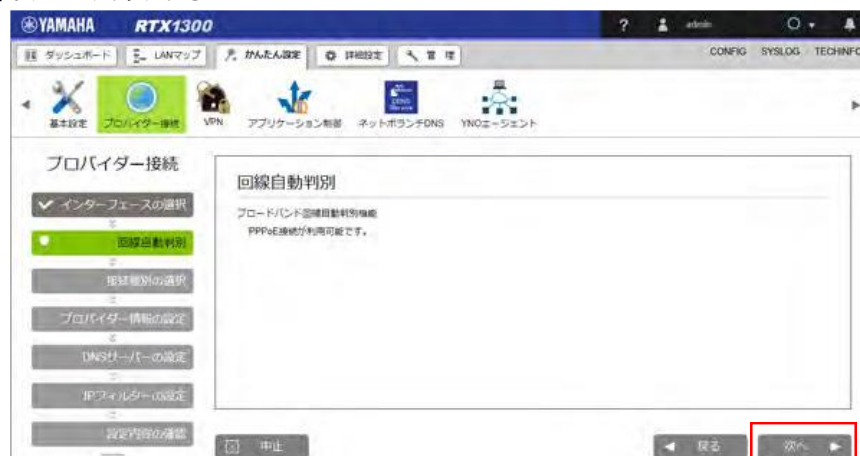 YAMAHA RTX1300
? admin
ダッシュボード LANマップ かんたん設定 詳細設定 管理 CONFIG SYSLOG TECHINFO
基本設定 プロバイダー接続 VPN アプリケーション制御 ネットボランチDNS YNOエージェント
プロバイダー接続
インターフェースの選択
回線自動判別
接続種別の選択
プロバイダー情報の設定
DNSサーバーの設定
IPフィルターの設定
設定内容の確認
回線自動判別
ブロードバンド回線自動判別機能
PPPoE接続が利用可能です。
中止 戻る 次へ